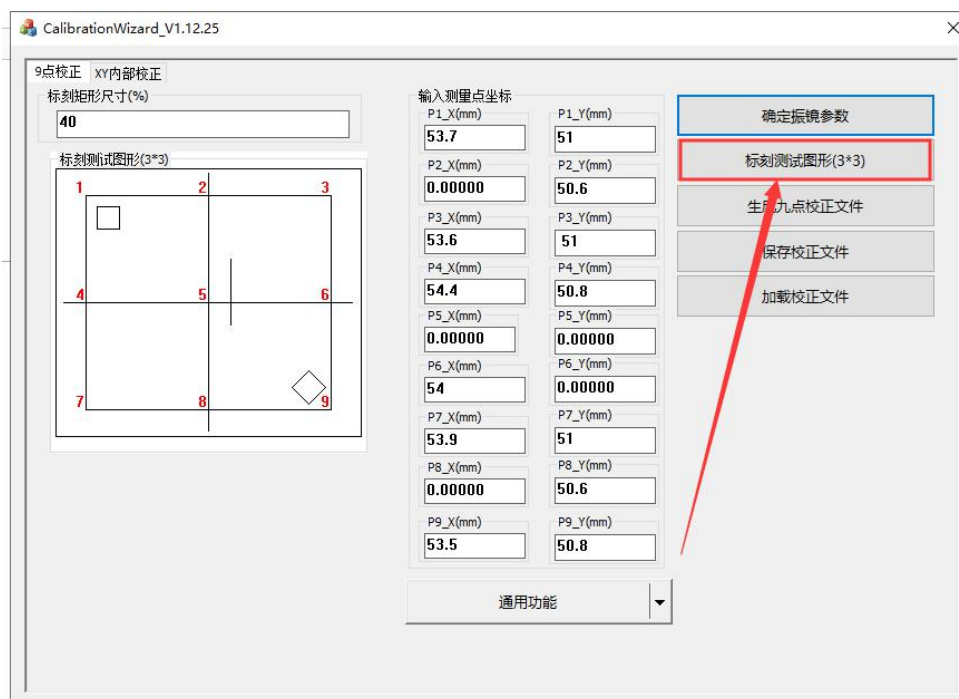 CalibrationWizard_V1.12.25
9点校正 XY内部校正
标刻矩形尺寸(%)
40
标刻测试图形(3*3)
1 2 3
4 5 6
7 8 9
输入测量点坐标
P1_X(mm) P1_Y(mm)
53.7 51
P2_X(mm) P2_Y(mm)
0.00000 50.6
P3_X(mm) P3_Y(mm)
53.6 51
P4_X(mm) P4_Y(mm)
54.4 50.8
P5_X(mm) P5_Y(mm)
0.00000 0.00000
P6_X(mm) P6_Y(mm)
54 0.00000
P7_X(mm) P7_Y(mm)
53.9 51
P8_X(mm) P8_Y(mm)
0.00000 50.6
P9_X(mm) P9_Y(mm)
53.5 50.8
通用功能
确定振镜参数
标刻测试图形(3*3)
生成九点校正文件
保存校正文件
加载校正文件